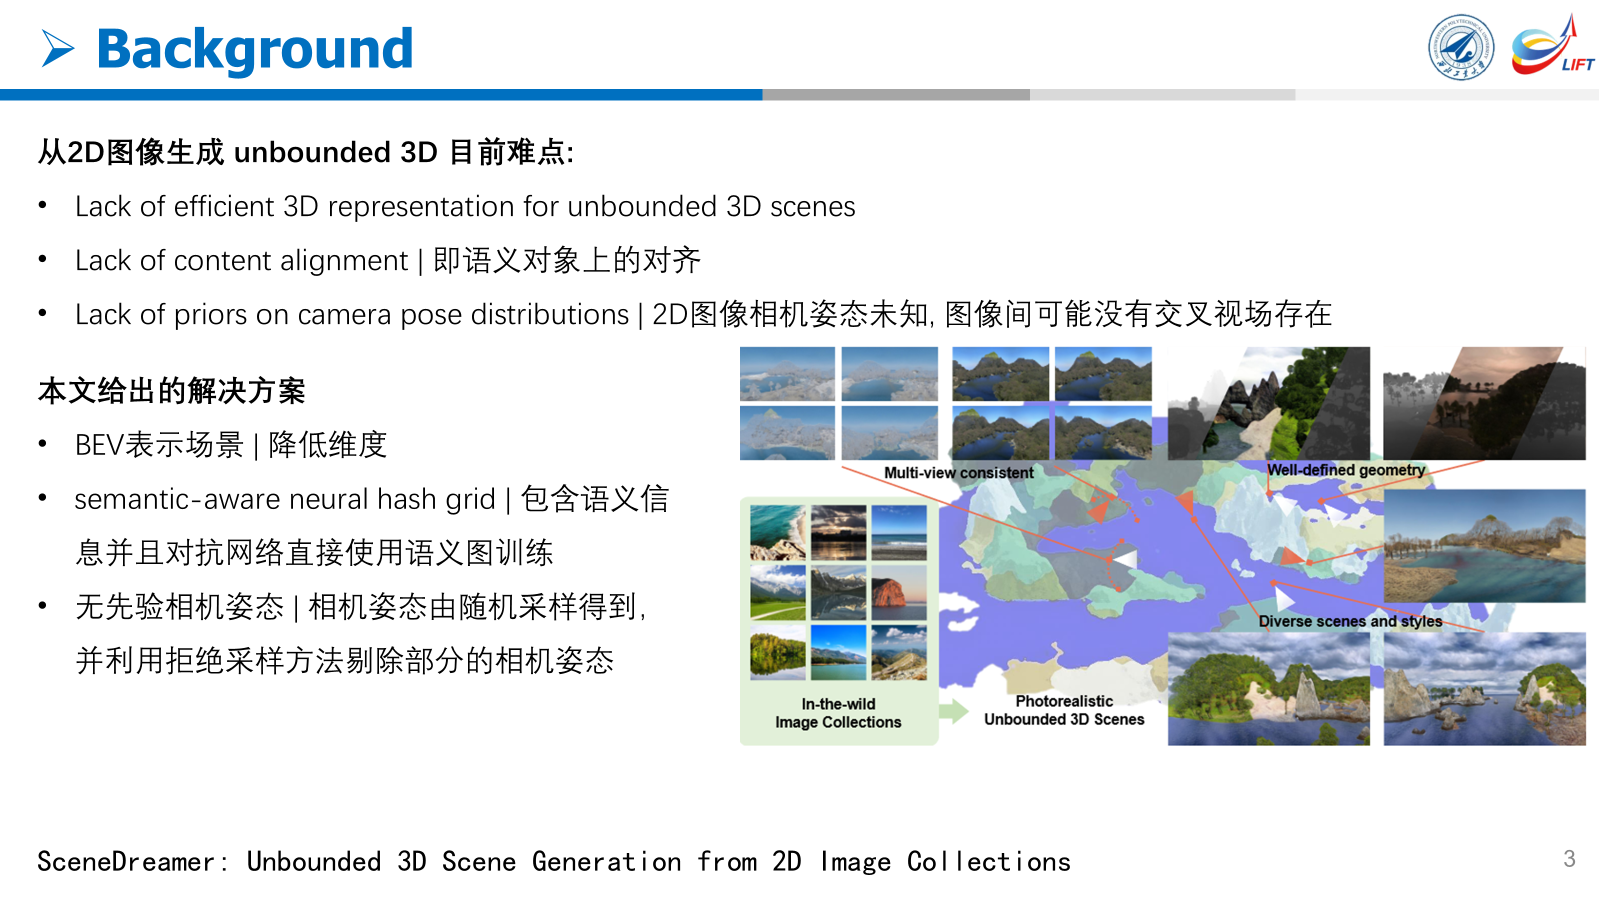 Background
LIFT
从2D图像生成 unbounded 3D 目前难点:
• Lack of efficient 3D representation for unbounded 3D scenes
• Lack of content alignment | 即语义对象上的对齐
• Lack of priors on camera pose distributions | 2D图像相机姿态未知, 图像间可能没有交叉视场存在
本文给出的解决方案
• BEV表示场景 | 降低维度
• semantic-aware neural hash grid | 包含语义信
息并且对抗网络直接使用语义图训练
• 无先验相机姿态 | 相机姿态由随机采样得到,
并利用拒绝采样方法剔除部分的相机姿态
Multi-view consistent
Well-defined geometry
Diverse scenes and styles
In-the-wild
Image Collections
Photorealistic
Unbounded 3D Scenes
SceneDreamer: Unbounded 3D Scene Generation from 2D Image Collections
3